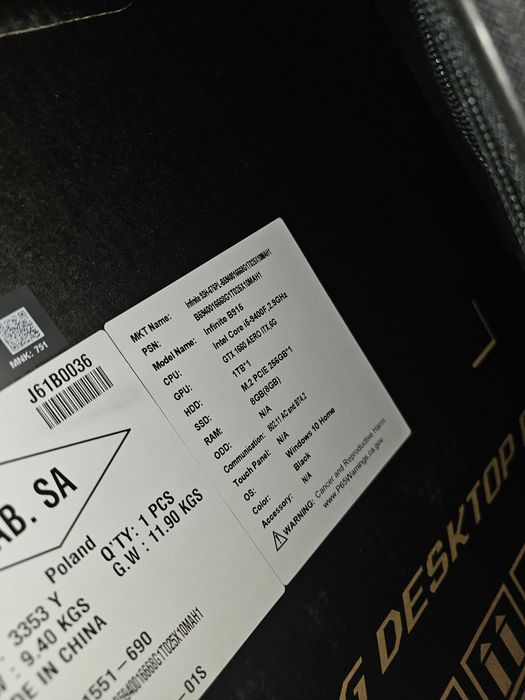 MNK: 751
J61B0036
AB. SA
Poland
Q'TY: 1 PCS
G.W : 11.90 KGS
3353 Y
9.40 KGS
DE IN CHINA
1551-690
B59400166G8G1T025X10MAH1
-01S
MKT Name: Infinite
PSN: B59400166G8G1T025X10MAH1
Model Name: Infinite B915
CPU: Intel Core i5-9400F,2.9GHz
GPU: GTX 1660 AERO ITX,6G
HDD: 1TB*1
SSD: M.2 PCIE 256GB*1
RAM: 8GB(8GB)
ODD: N/A
Communication: 802.11 AC and BT4.2
Touch Panel: N/A
OS: Windows 10 Home
Color: Black
Accessory: N/A
WARNING: Cancer and Reproductive Harm
www.P65Warnings.ca.gov.
G DESKTOP